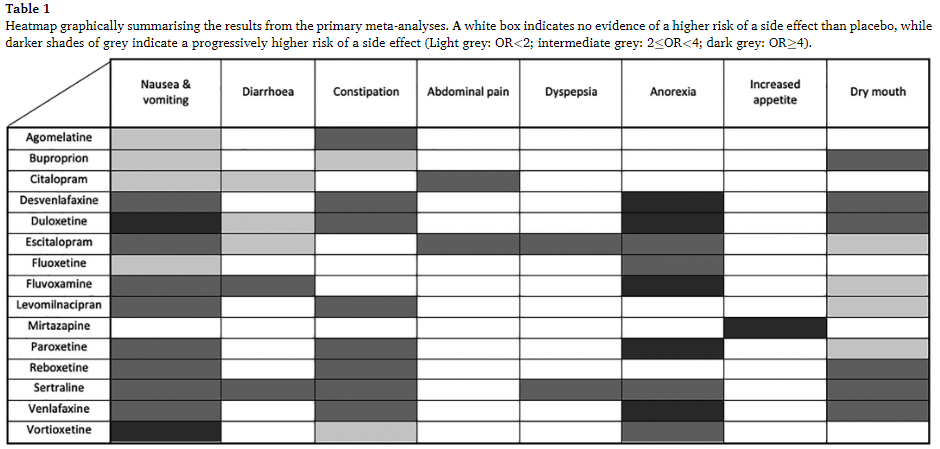 Table 1
Heatmap graphically summarising the results from the primary meta-analyses. A white box indicates no evidence of a higher risk of a side effect than placebo, while
darker shades of grey indicate a progressively higher risk of a side effect (Light grey: OR<2; intermediate grey: 2≤OR<4; dark grey: OR≥4).
Nausea &
vomiting
Diarrhoea
Constipation
Abdominal pain
Dyspepsia
Anorexia
Increased
appetite
Dry mouth
Agomelatine
Buproprion
Citalopram
Desvenlafaxine
Duloxetine
Escitalopram
Fluoxetine
Fluvoxamine
Levomilnacipran
Mirtazapine
Paroxetine
Reboxetine
Sertraline
Venlafaxine
Vortioxetine